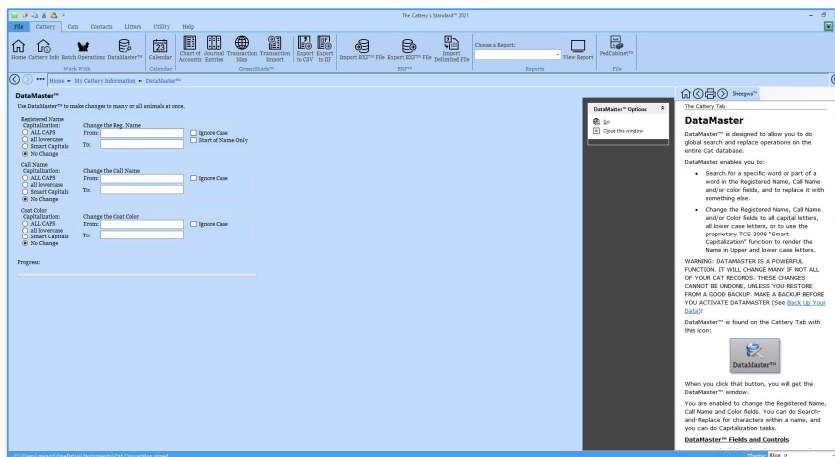 The Cattery's Standard™ 2021
File Cattery Cats Contacts Litters Utility Help
Home Cattery Info Batch Operations DataMaster™ Calendar Chart of Accounts Journal Entries Transaction Map Transaction Import Export to CSV Export to IIF Import BXF™ File Export BXF™ File Import Delimited File Choose a Report: View Report PedCabinet™
Work With Calendar GreenShade™ BXF™ Reports File
Home My Cattery Information DataMaster™
DataMaster™
Use DataMaster™ to make changes to many or all animals at once.
Registered Name
Capitalization: Change the Reg. Name
ALL CAPS From: Ignore Case
all lowercase Start of Name Only
Smart Capitals To:
No Change
Call Name
Capitalization: Change the Call Name
ALL CAPS From: Ignore Case
all lowercase
Smart Capitals To:
No Change
Coat Color
Capitalization: Change the Coat Color
ALL CAPS From: Ignore Case
all lowercase
Smart Capitals To:
No Change
Progress:
DataMaster™ Options
Go
Close this window
Sheegwa™
The Cattery Tab
DataMaster
DataMaster™ is designed to allow you to do
global search and replace operations on the
entire Cat database.
DataMaster enables you to:
• Search for a specific word or part of a
word in the Registered Name, Call Name
and/or color fields, and to replace it with
something else.
• Change the Registered Name, Call Name
and/or Color fields to all capital letters,
all lower case letters, or to use the
proprietary TCS 2009 "Smart
Capitalization" function to render the
Name in Upper and lower case letters.
WARNING: DATAMASTER IS A POWERFUL
FUNCTION. IT WILL CHANGE MANY IF NOT ALL
OF YOUR CAT RECORDS. THESE CHANGES
CANNOT BE UNDONE, UNLESS YOU RESTORE
FROM A GOOD BACKUP. MAKE A BACKUP BEFORE
YOU ACTIVATE DATAMASTER (See Back Up Your
Data)!
DataMaster™ is found on the Cattery Tab with
this icon:
DataMaster™
When you click that button, you will get the
DataMaster™ window.
You are enabled to change the Registered Name,
Call Name and Color fields. You can do Search-
and-Replace for characters within a name, and
you can do Capitalization tasks.
DataMaster™ Fields and Controls
Theme: Blue